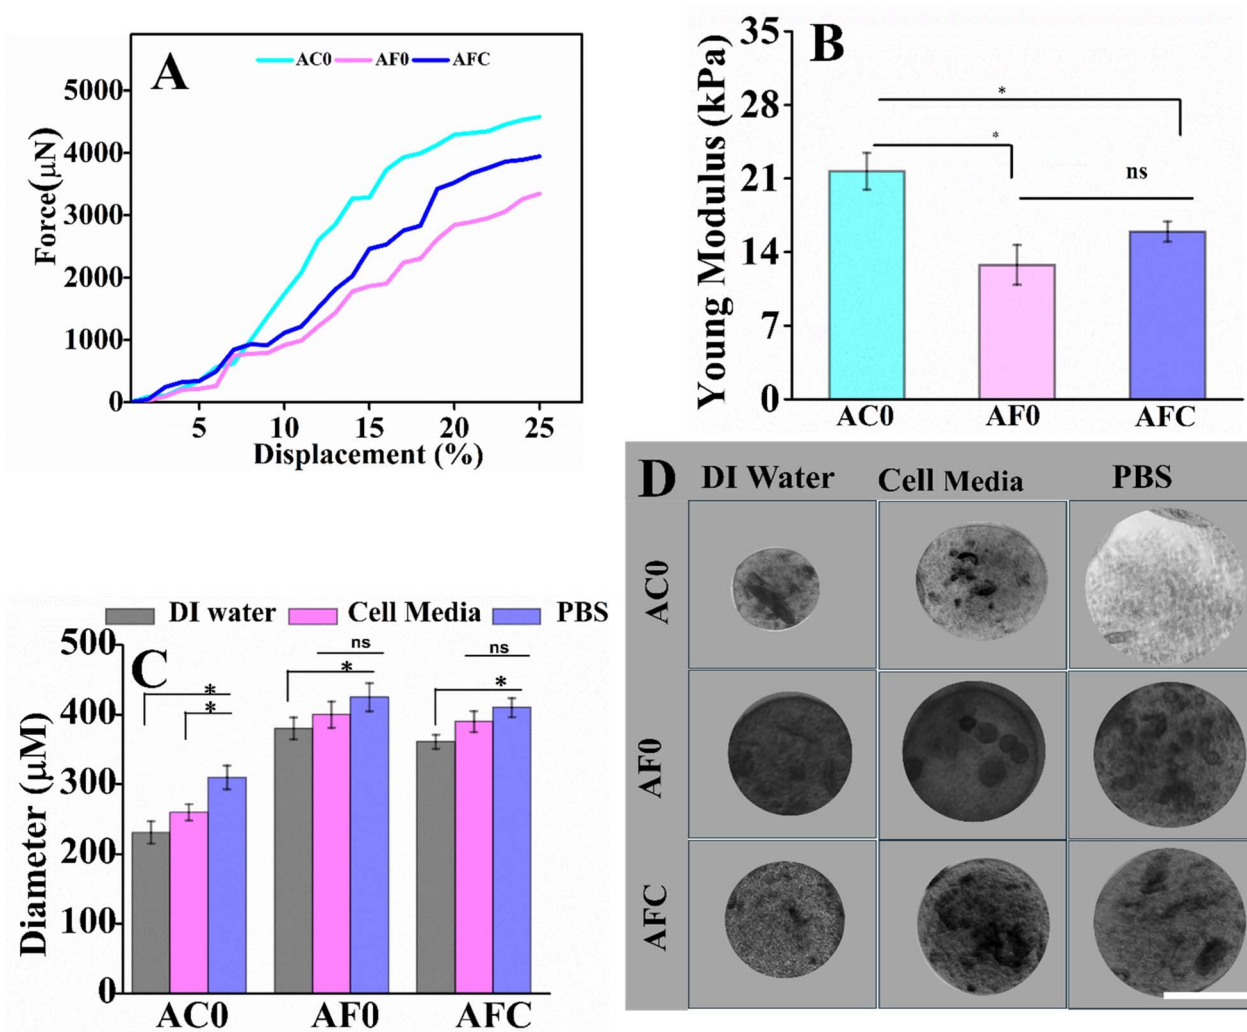 A
AC0 AF0 AFC
5000
4000
3000
2000
1000
0
Force(μN)
5 10 15 20 25
Displacement (%)
B
35
28
21
14
7
0
Young Modulus (kPa)
*
*
ns
AC0 AF0 AFC
DI water Cell Media PBS
C
500
400
300
200
100
0
Diameter (μM)
*
*
ns
*
ns
*
AC0 AF0 AFC
D
DI Water Cell Media PBS
AC0
AF0
AFC